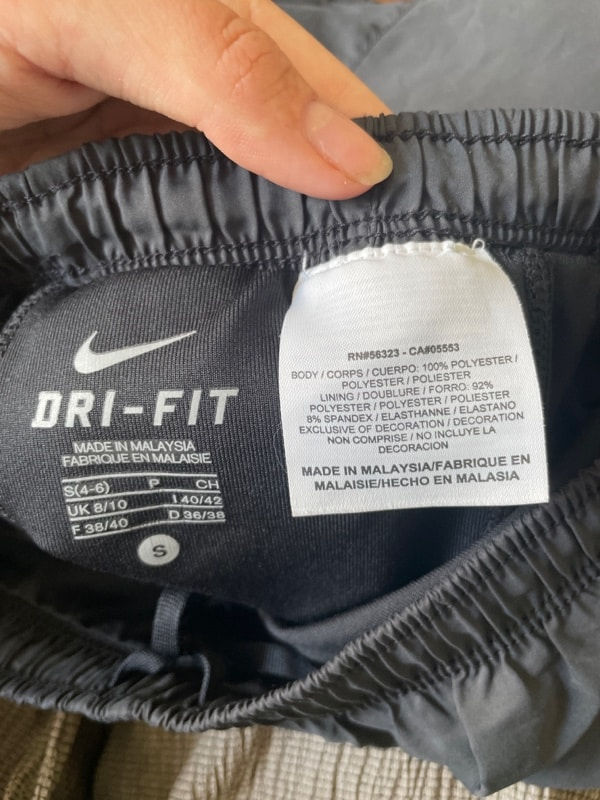 DRI-FIT
MADE IN MALAYSIA
FABRIQUE EN MALAISIE
S(4-6) P CH
UK 8/10 I 40/42
F 38/40 D 36/38
S
RN#56323 - CA#05553
BODY / CORPS / CUERPO: 100% POLYESTER /
POLYESTER / POLIESTER
LINING / DOUBLURE / FORRO: 92%
POLYESTER / POLYESTER / POLIESTER
8% SPANDEX / ELASTHANNE / ELASTANO
EXCLUSIVE OF DECORATION / DECORATION
NON COMPRISE / NO INCLUYE LA
DECORACION
MADE IN MALAYSIA/FABRIQUE EN
MALAISIE/HECHO EN MALASIA